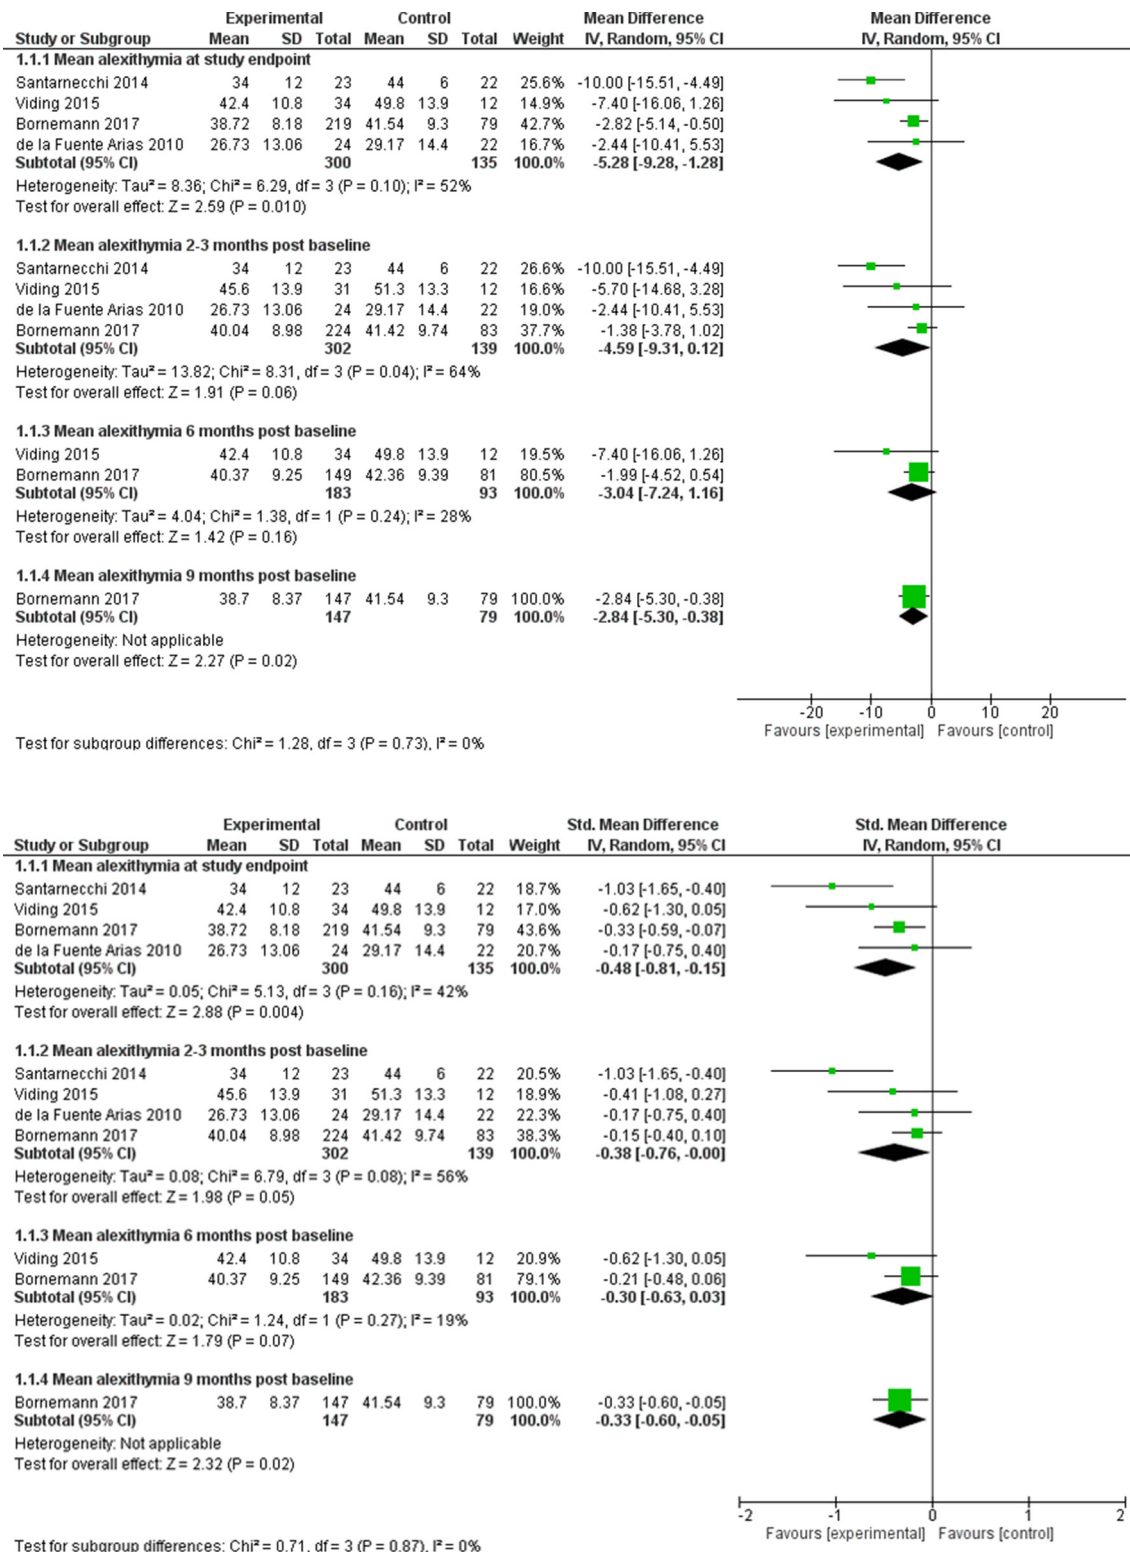 Experimental Control Mean Difference Mean Difference
Study or Subgroup Mean SD Total Mean SD Total Weight IV, Random, 95% CI IV, Random, 95% CI
1.1.1 Mean alexithymia at study endpoint
Santarnecchi 2014 34 12 23 44 6 22 25.6% -10.00 [-15.51, -4.49]
Viding 2015 42.4 10.8 34 49.8 13.9 12 14.9% -7.40 [-16.06, 1.26]
Bornemann 2017 38.72 8.18 219 41.54 9.3 79 42.7% -2.82 [-5.14, -0.50]
de la Fuente Arias 2010 26.73 13.06 24 29.17 14.4 22 16.7% -2.44 [-10.41, 5.53]
Subtotal (95% CI) 300 135 100.0% -5.28 [-9.28, -1.28]
Heterogeneity: Tau² = 8.36; Chi² = 6.29, df = 3 (P = 0.10); I² = 52%
Test for overall effect: Z = 2.59 (P = 0.010)
1.1.2 Mean alexithymia 2-3 months post baseline
Santarnecchi 2014 34 12 23 44 6 22 26.6% -10.00 [-15.51, -4.49]
Viding 2015 45.6 13.9 31 51.3 13.3 12 16.6% -5.70 [-14.68, 3.28]
de la Fuente Arias 2010 26.73 13.06 24 29.17 14.4 22 19.0% -2.44 [-10.41, 5.53]
Bornemann 2017 40.04 8.98 224 41.42 9.74 83 37.7% -1.38 [-3.78, 1.02]
Subtotal (95% CI) 302 139 100.0% -4.59 [-9.31, 0.12]
Heterogeneity: Tau² = 13.82; Chi² = 8.31, df = 3 (P = 0.04); I² = 64%
Test for overall effect: Z = 1.91 (P = 0.06)
1.1.3 Mean alexithymia 6 months post baseline
Viding 2015 42.4 10.8 34 49.8 13.9 12 19.5% -7.40 [-16.06, 1.26]
Bornemann 2017 40.37 9.25 149 42.36 9.39 81 80.5% -1.99 [-4.52, 0.54]
Subtotal (95% CI) 183 93 100.0% -3.04 [-7.24, 1.16]
Heterogeneity: Tau² = 4.04; Chi² = 1.38, df = 1 (P = 0.24); I² = 28%
Test for overall effect: Z = 1.42 (P = 0.16)
1.1.4 Mean alexithymia 9 months post baseline
Bornemann 2017 38.7 8.37 147 41.54 9.3 79 100.0% -2.84 [-5.30, -0.38]
Subtotal (95% CI) 147 79 100.0% -2.84 [-5.30, -0.38]
Heterogeneity: Not applicable
Test for overall effect: Z = 2.27 (P = 0.02)
-20 -10 0 10 20
Favours [experimental] Favours [control]
Test for subgroup differences: Chi² = 1.28, df = 3 (P = 0.73), I² = 0%
Experimental Control Std. Mean Difference Std. Mean Difference
Study or Subgroup Mean SD Total Mean SD Total Weight IV, Random, 95% CI IV, Random, 95% CI
1.1.1 Mean alexithymia at study endpoint
Santarnecchi 2014 34 12 23 44 6 22 18.7% -1.03 [-1.65, -0.40]
Viding 2015 42.4 10.8 34 49.8 13.9 12 17.0% -0.62 [-1.30, 0.05]
Bornemann 2017 38.72 8.18 219 41.54 9.3 79 43.6% -0.33 [-0.59, -0.07]
de la Fuente Arias 2010 26.73 13.06 24 29.17 14.4 22 20.7% -0.17 [-0.75, 0.40]
Subtotal (95% CI) 300 135 100.0% -0.48 [-0.81, -0.15]
Heterogeneity: Tau² = 0.05; Chi² = 5.13, df = 3 (P = 0.16); I² = 42%
Test for overall effect: Z = 2.88 (P = 0.004)
1.1.2 Mean alexithymia 2-3 months post baseline
Santarnecchi 2014 34 12 23 44 6 22 20.5% -1.03 [-1.65, -0.40]
Viding 2015 45.6 13.9 31 51.3 13.3 12 18.9% -0.41 [-1.08, 0.27]
de la Fuente Arias 2010 26.73 13.06 24 29.17 14.4 22 22.3% -0.17 [-0.75, 0.40]
Bornemann 2017 40.04 8.98 224 41.42 9.74 83 38.3% -0.15 [-0.40, 0.10]
Subtotal (95% CI) 302 139 100.0% -0.38 [-0.76, -0.00]
Heterogeneity: Tau² = 0.08; Chi² = 6.79, df = 3 (P = 0.08); I² = 56%
Test for overall effect: Z = 1.98 (P = 0.05)
1.1.3 Mean alexithymia 6 months post baseline
Viding 2015 42.4 10.8 34 49.8 13.9 12 20.9% -0.62 [-1.30, 0.05]
Bornemann 2017 40.37 9.25 149 42.36 9.39 81 79.1% -0.21 [-0.48, 0.06]
Subtotal (95% CI) 183 93 100.0% -0.30 [-0.63, 0.03]
Heterogeneity: Tau² = 0.02; Chi² = 1.24, df = 1 (P = 0.27); I² = 19%
Test for overall effect: Z = 1.79 (P = 0.07)
1.1.4 Mean alexithymia 9 months post baseline
Bornemann 2017 38.7 8.37 147 41.54 9.3 79 100.0% -0.33 [-0.60, -0.05]
Subtotal (95% CI) 147 79 100.0% -0.33 [-0.60, -0.05]
Heterogeneity: Not applicable
Test for overall effect: Z = 2.32 (P = 0.02)
-2 -1 0 1 2
Favours [experimental] Favours [control]
Test for subgroup differences: Chi² = 0.71, df = 3 (P = 0.87), I² = 0%